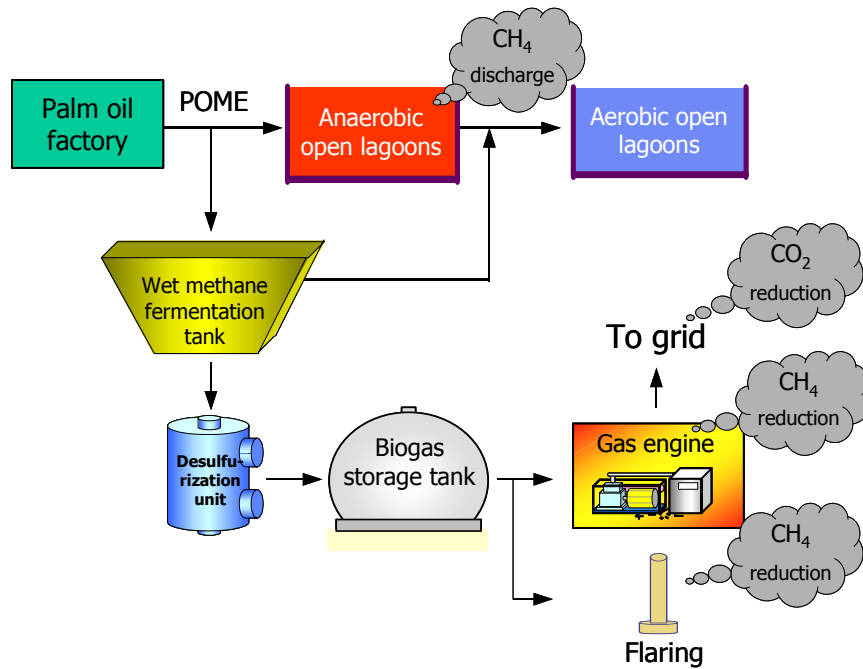 CH₄
discharge
Palm oil
factory
POME
Anaerobic
open lagoons
Aerobic open
lagoons
Wet methane
fermentation
tank
CO₂
reduction
To grid
CH₄
reduction
Desulfu-
rization
unit
Biogas
storage tank
Gas engine
CH₄
reduction
Flaring